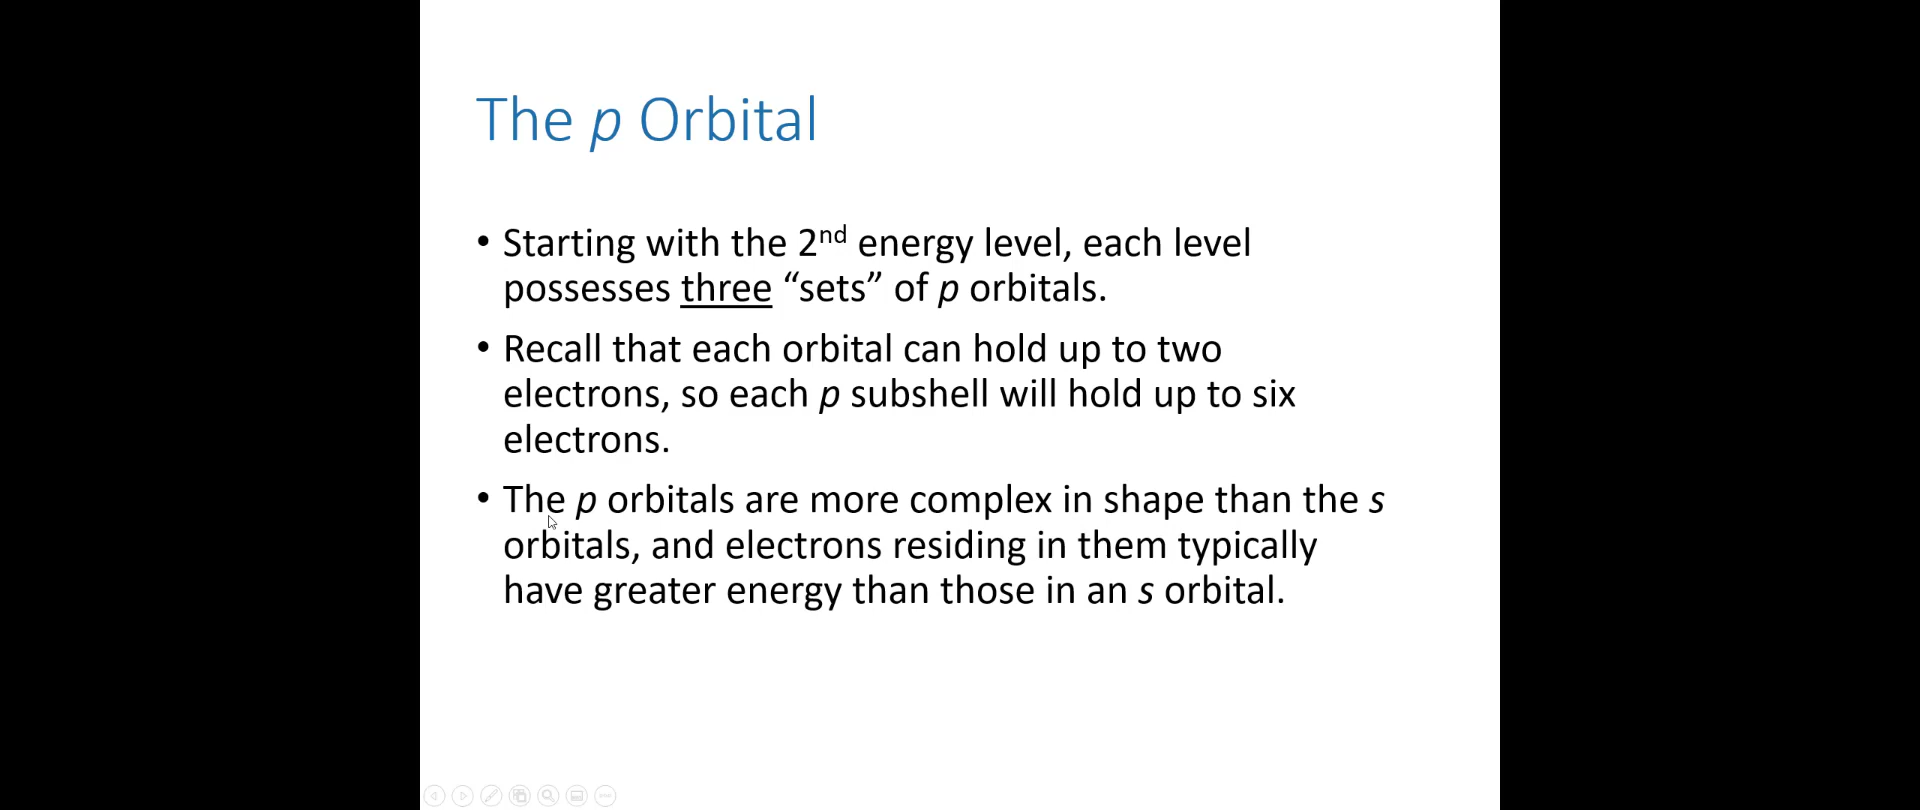 The p Orbital
• Starting with the 2nd energy level, each level
possesses three “sets” of p orbitals.
• Recall that each orbital can hold up to two
electrons, so each p subshell will hold up to six
electrons.
• The p orbitals are more complex in shape than the s
orbitals, and electrons residing in them typically
have greater energy than those in an s orbital.